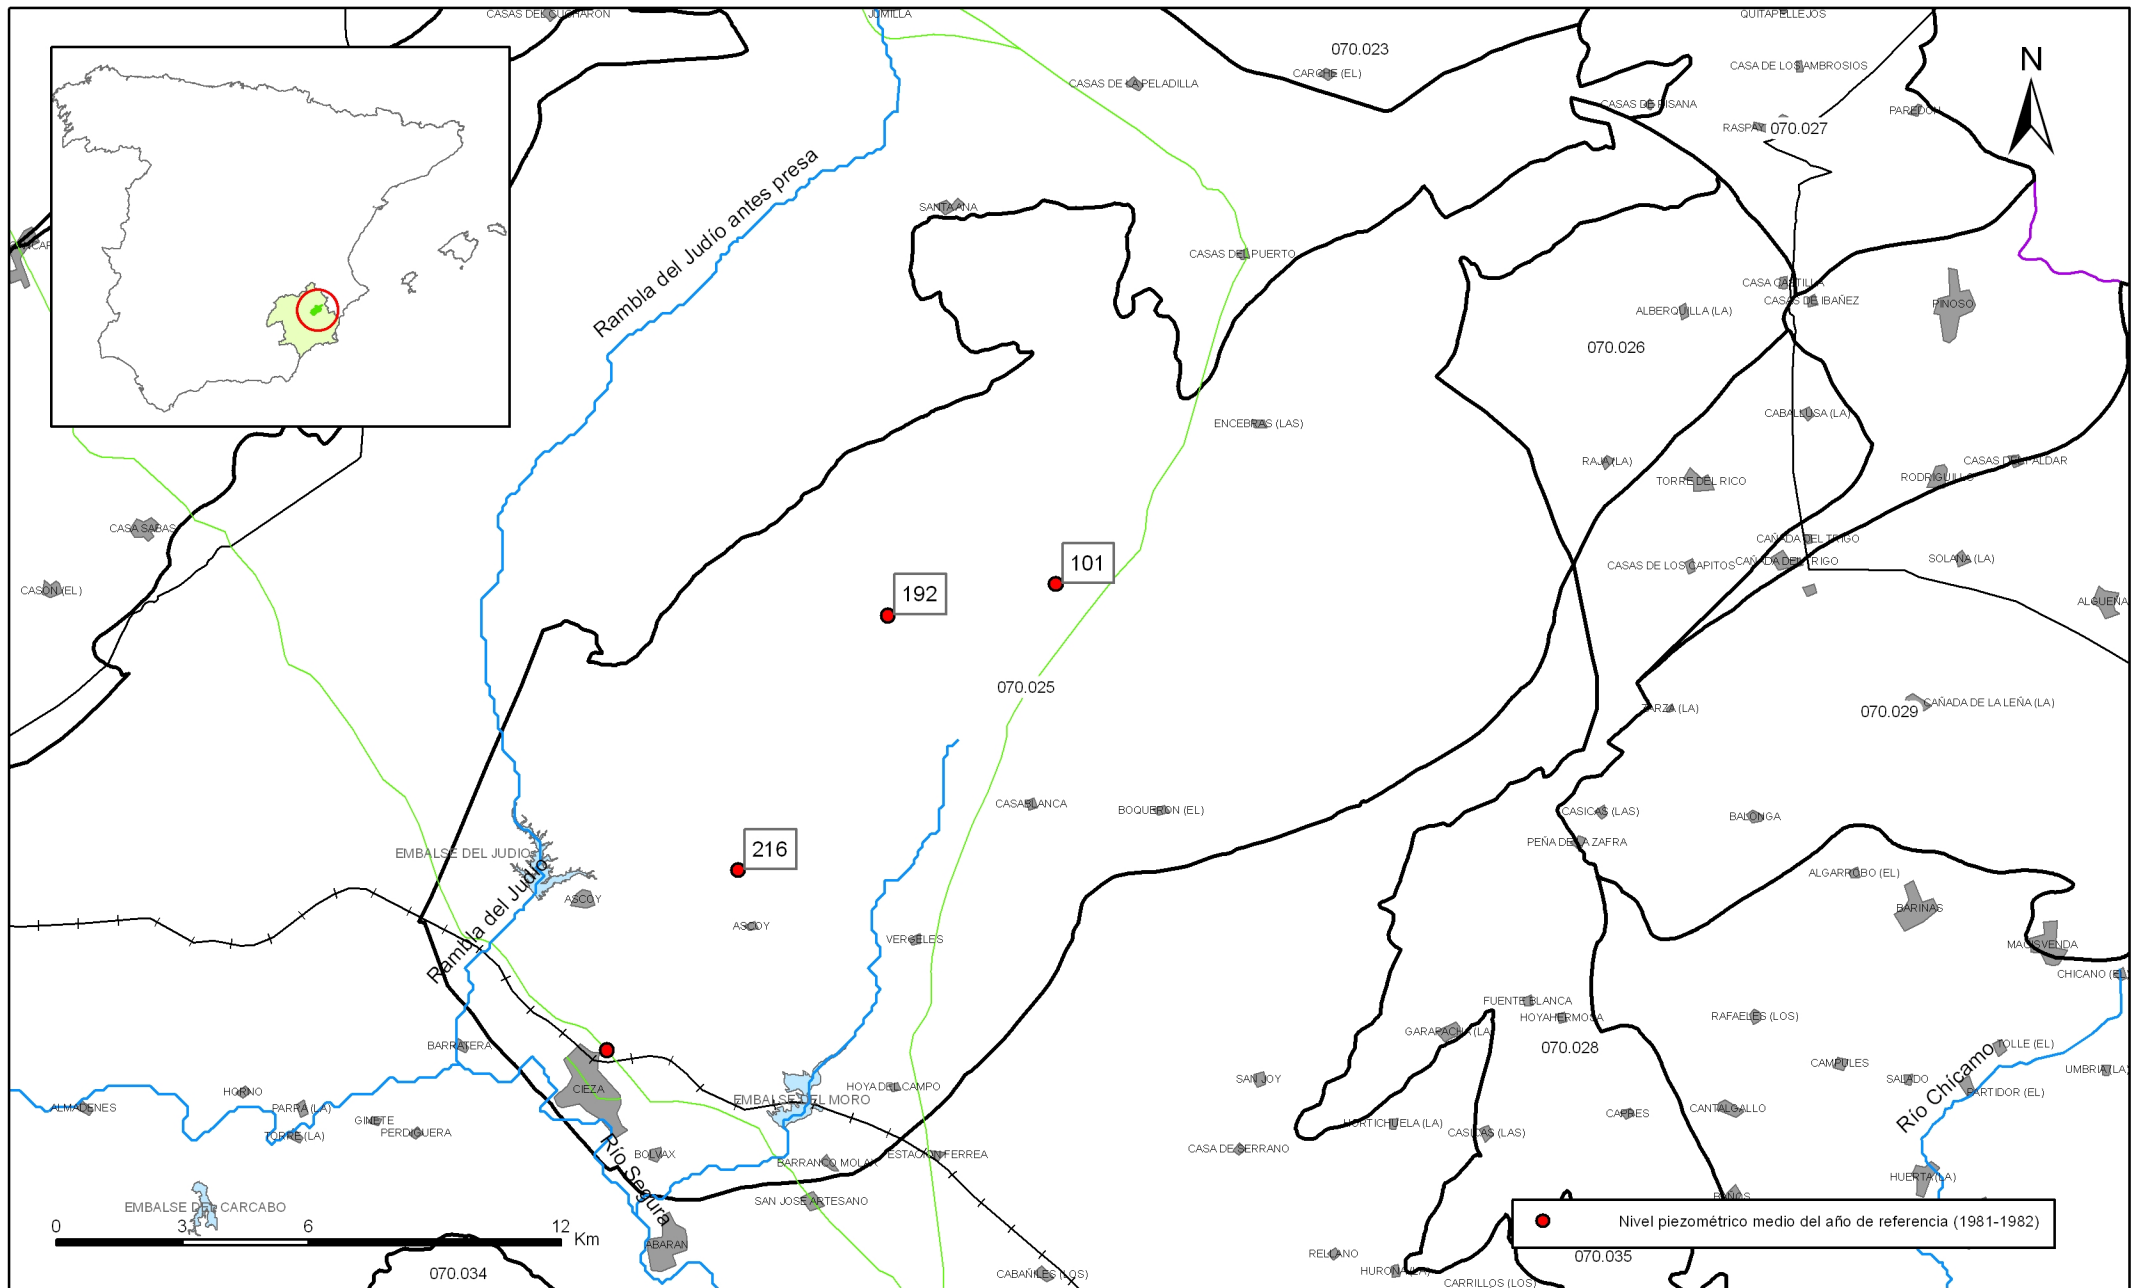 CASAS DEL CUCHARON
JUMILLA
QUITAPELLEJOS
070.023
CARCHE (EL)
CASAS DE LA PELADILLA
CASA DE LOS AMBROSIOS
CASAS DE PISANA
PAREDON
070.027
N
Rambla del Judío antes presa
SANTA ANA
CASAS DEL PUERTO
CASA CASTILLA
CASAS DE IBAÑEZ
PINOSO
ALBERQUILLA (LA)
070.026
CABALLUSA (LA)
ENCEBRAS (LAS)
RAJA (LA)
TORRE DEL RICO
RODRIGUILLO
CASA SABAS
CASON (EL)
101
192
CASAS DE LOS CAPITOS
CAÑADA DEL TRIGO
CAÑADA DEL TRIGO
SOLANA (LA)
ALGUEÑA
070.025
ZARZA (LA)
070.029
CAÑADA DE LA LEÑA (LA)
CASABLANCA
BOQUERON (EL)
CASICAS (LAS)
BALONGA
PEÑA DE LA ZAFRA
EMBALSE DEL JUDIO
216
ALGARROBO (EL)
ASCOY
ASCOY
VERGELES
BARINAS
MACISVENDA
CHICANO (EL)
Rambla del Judío
FUENTE BLANCA
HOYAHERMOSA
RAFAELES (LOS)
GARAPACHA (LA)
070.028
BARRATERA
TOLLE (EL)
CAMPULES
UMBRIA (LA)
SALADO
PARTIDOR (EL)
Río Chícamo
CIEZA
HOYA DEL CAMPO
SAN JOY
HORNO
EMBALSE DEL MORO
ALMADENES
PARRA (LA)
GINETE
PERDIGUERA
TORRE (LA)
CAPRES
CANTALGALLO
HORTICHUELA (LA)
CASICAS (LAS)
CASA DE SERRANO
BOLVAX
BARRANCO MOLAX
ESTACION FERREA
Río Segura
HUERTA (LA)
SAN JOSE ARTESANO
BAÑOS
EMBALSE DEL CARCABO
0 3 6 12 Km
Nivel piezométrico medio del año de referencia (1981-1982)
ABARAN
RELLANO
070.035
070.034
CABAÑILES (LOS)
HURONA (LA)
CARRILLOS (LOS)